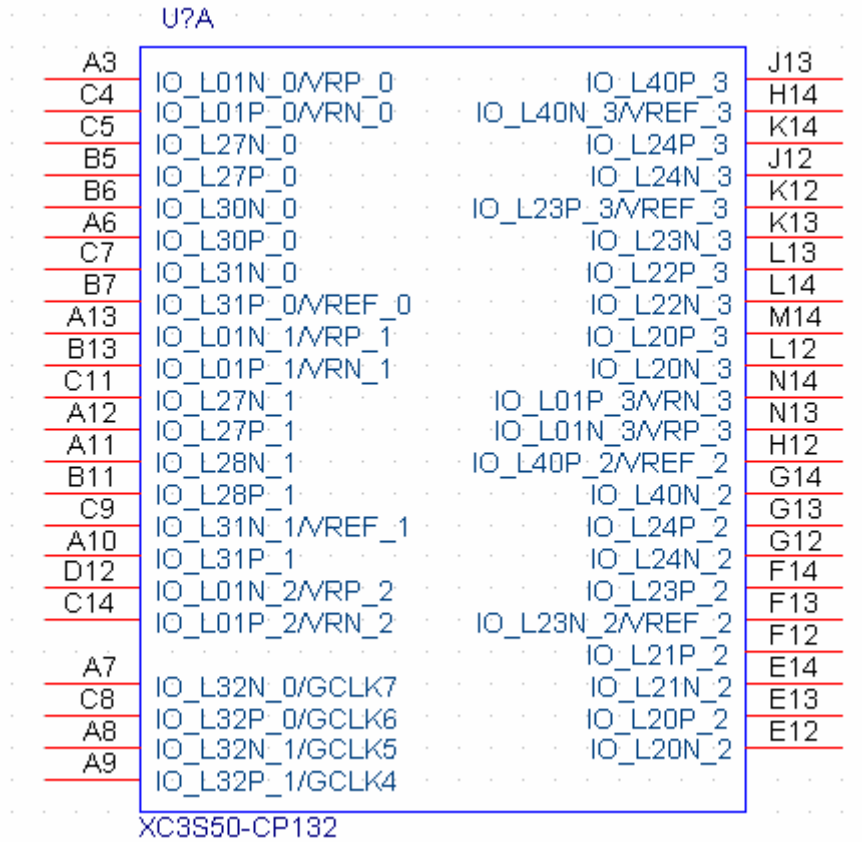 U?A
A3 IO_L01N_0/VRP_0 IO_L40P_3 J13
C4 IO_L01P_0/VRN_0 IO_L40N_3/VREF_3 H14
C5 IO_L27N_0 IO_L24P_3 K14
B5 IO_L27P_0 IO_L24N_3 J12
B6 IO_L30N_0 IO_L23P_3/VREF_3 K12
A6 IO_L30P_0 IO_L23N_3 K13
C7 IO_L31N_0 IO_L22P_3 L13
B7 IO_L31P_0/VREF_0 IO_L22N_3 L14
A13 IO_L01N_1/VRP_1 IO_L20P_3 M14
B13 IO_L01P_1/VRN_1 IO_L20N_3 L12
C11 IO_L27N_1 IO_L01P_3/VRN_3 N14
A12 IO_L27P_1 IO_L01N_3/VRP_3 N13
A11 IO_L28N_1 IO_L40P_2/VREF_2 H12
B11 IO_L28P_1 IO_L40N_2 G14
C9 IO_L31N_1/VREF_1 IO_L24P_2 G13
A10 IO_L31P_1 IO_L24N_2 G12
D12 IO_L01N_2/VRP_2 IO_L23P_2 F14
C14 IO_L01P_2/VRN_2 IO_L23N_2/VREF_2 F13
IO_L21P_2 F12
A7 IO_L32N_0/GCLK7 IO_L21N_2 E14
C8 IO_L32P_0/GCLK6 IO_L20P_2 E13
A8 IO_L32N_1/GCLK5 IO_L20N_2 E12
A9 IO_L32P_1/GCLK4
XC3S50-CP132